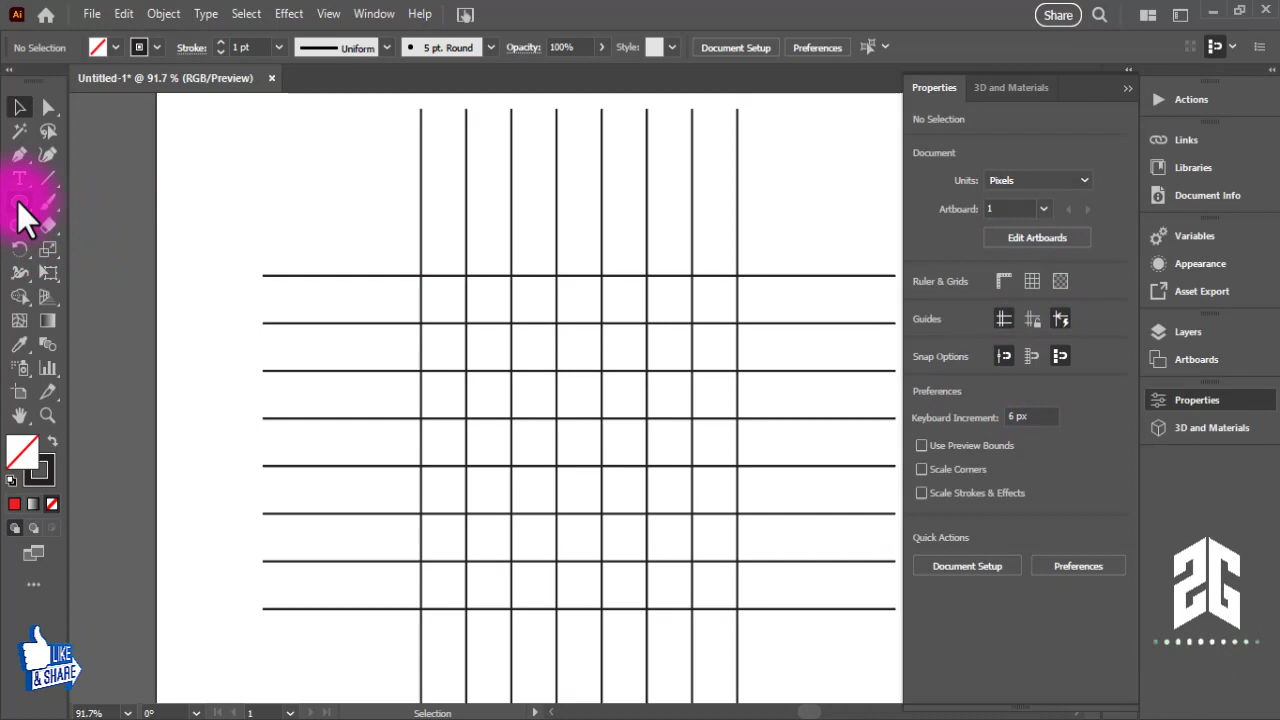 Ai File Edit Object Type Select Effect View Window Help Share
No Selection Stroke: 1 pt Uniform 5 pt. Round Opacity: 100% Style: Document Setup Preferences
Untitled-1* @ 91.7 % (RGB/Preview)
Properties 3D and Materials
No Selection
Document
Units: Pixels
Artboard: 1
Edit Artboards
Ruler & Grids
Guides
Snap Options
Preferences
Keyboard Increment: 6 px
Use Preview Bounds
Scale Corners
Scale Strokes & Effects
Quick Actions
Document Setup Preferences
Actions
Links
Libraries
Document Info
Variables
Appearance
Asset Export
Layers
Artboards
Properties
3D and Materials
LIKE
& SHARE
91.7% 0° 1 Selection